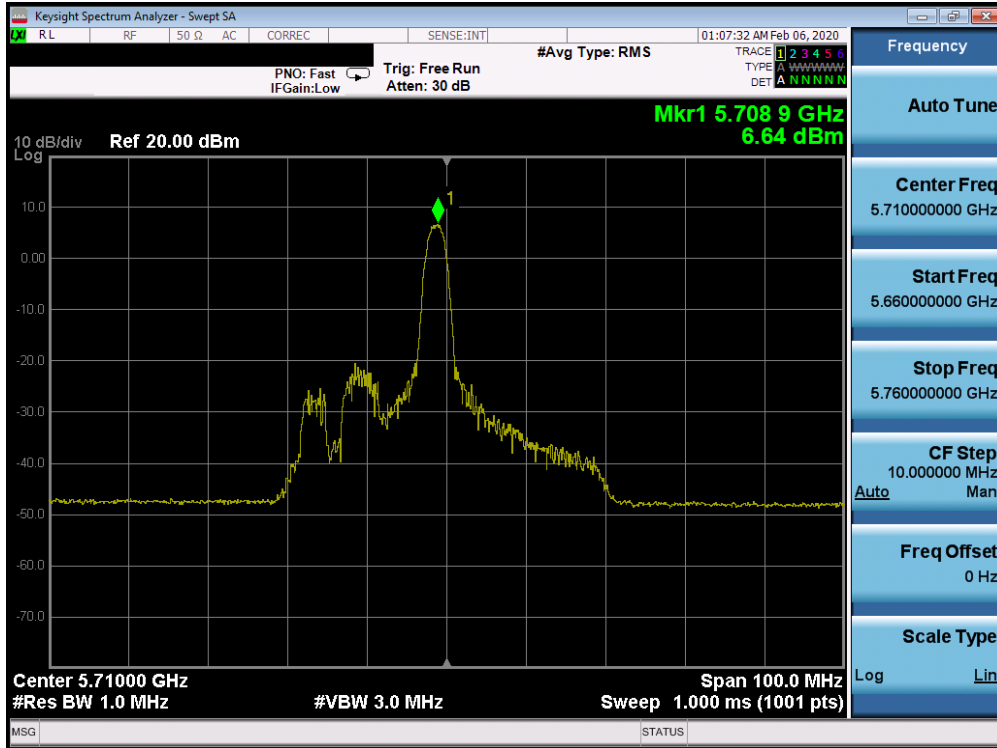 Keysight Spectrum Analyzer - Swept SA
LXI RL RF 50 Ω AC CORREC SENSE:INT 01:07:32 AM Feb 06, 2020
#Avg Type: RMS
TRACE 1 2 3 4 5 6
TYPE A WWWWW
DET A N N N N N
PNO: Fast
IFGain:Low
Trig: Free Run
Atten: 30 dB
Mkr1 5.708 9 GHz
6.64 dBm
10 dB/div
Log
Ref 20.00 dBm
1
10.0
0.00
-10.0
-20.0
-30.0
-40.0
-50.0
-60.0
-70.0
Center 5.71000 GHz
#Res BW 1.0 MHz
#VBW 3.0 MHz
Span 100.0 MHz
Sweep 1.000 ms (1001 pts)
MSG
STATUS
Frequency
Auto Tune
Center Freq
5.710000000 GHz
Start Freq
5.660000000 GHz
Stop Freq
5.760000000 GHz
CF Step
10.000000 MHz
Auto Man
Freq Offset
0 Hz
Scale Type
Log Lin